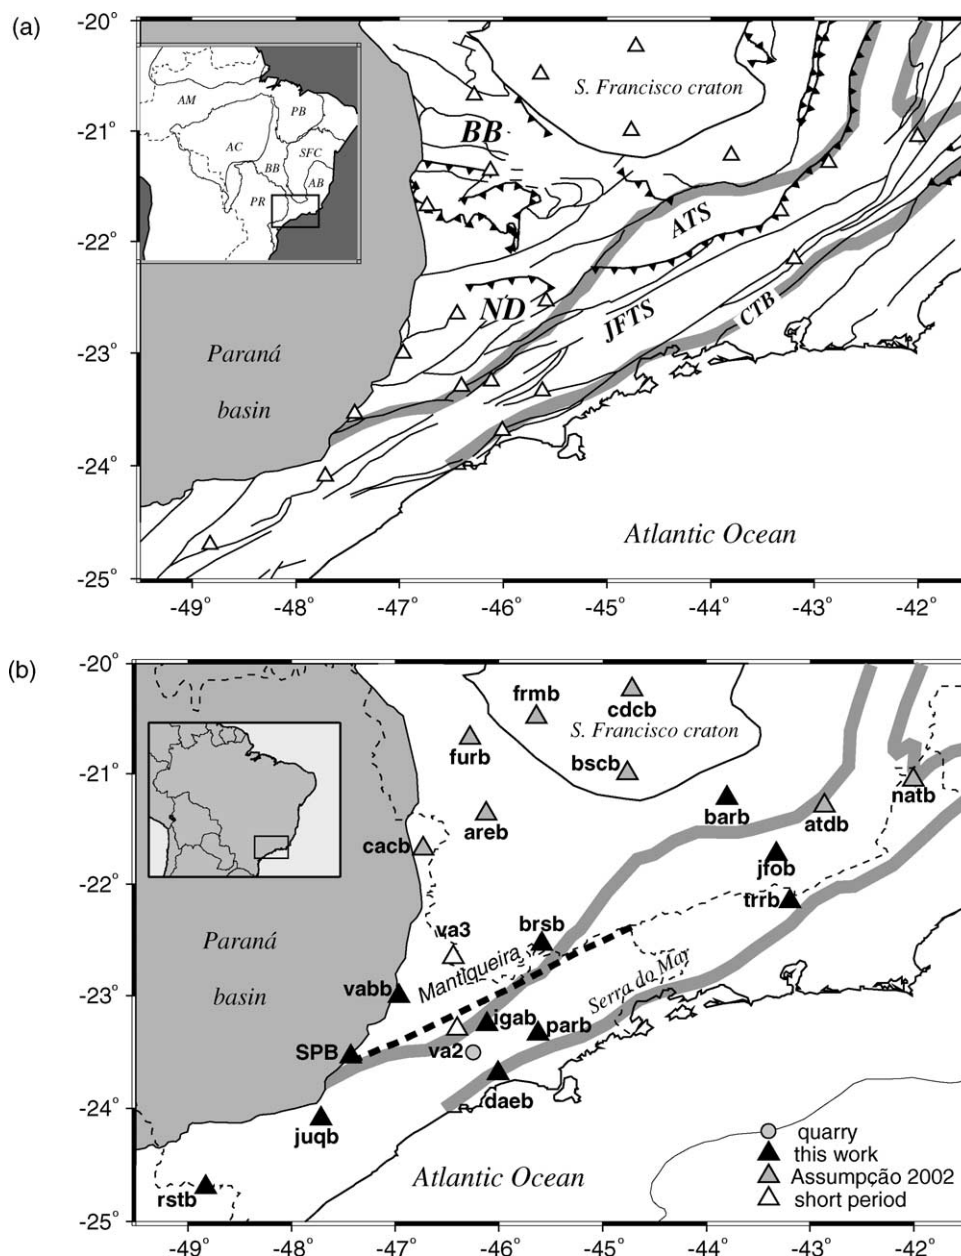 (a)
-20°
-21°
-22°
-23°
-24°
-25°
AM
PB
AC
SFC
BB
AB
PR
S. Francisco craton
BB
ATS
ND
JFTS
CTB
Paraná
basin
Atlantic Ocean
-49° -48° -47° -46° -45° -44° -43° -42°
(b)
-20°
-21°
-22°
-23°
-24°
-25°
frmb
cdcb
S. Francisco craton
furb
bscb
natb
barb
atdb
areb
cacb
jfob
trrb
va3
brsb
Paraná
basin
Mantiqueira
Serra do Mar
vabb
igab
parb
SPB
va2
daeb
juqb
rstb
Atlantic Ocean
quarry
this work
Assumpção 2002
short period
-49° -48° -47° -46° -45° -44° -43° -42°